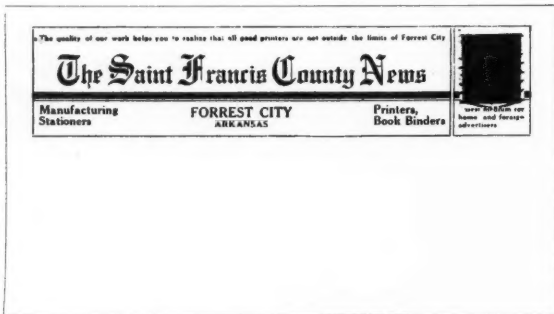 The quality of our work helps you to realize that all good printers are not outside the limits of Forrest City
The Saint Francis County News
Manufacturing
Stationers
FORREST CITY
ARKANSAS
Printers,
Book Binders
home and foreign
advertisers